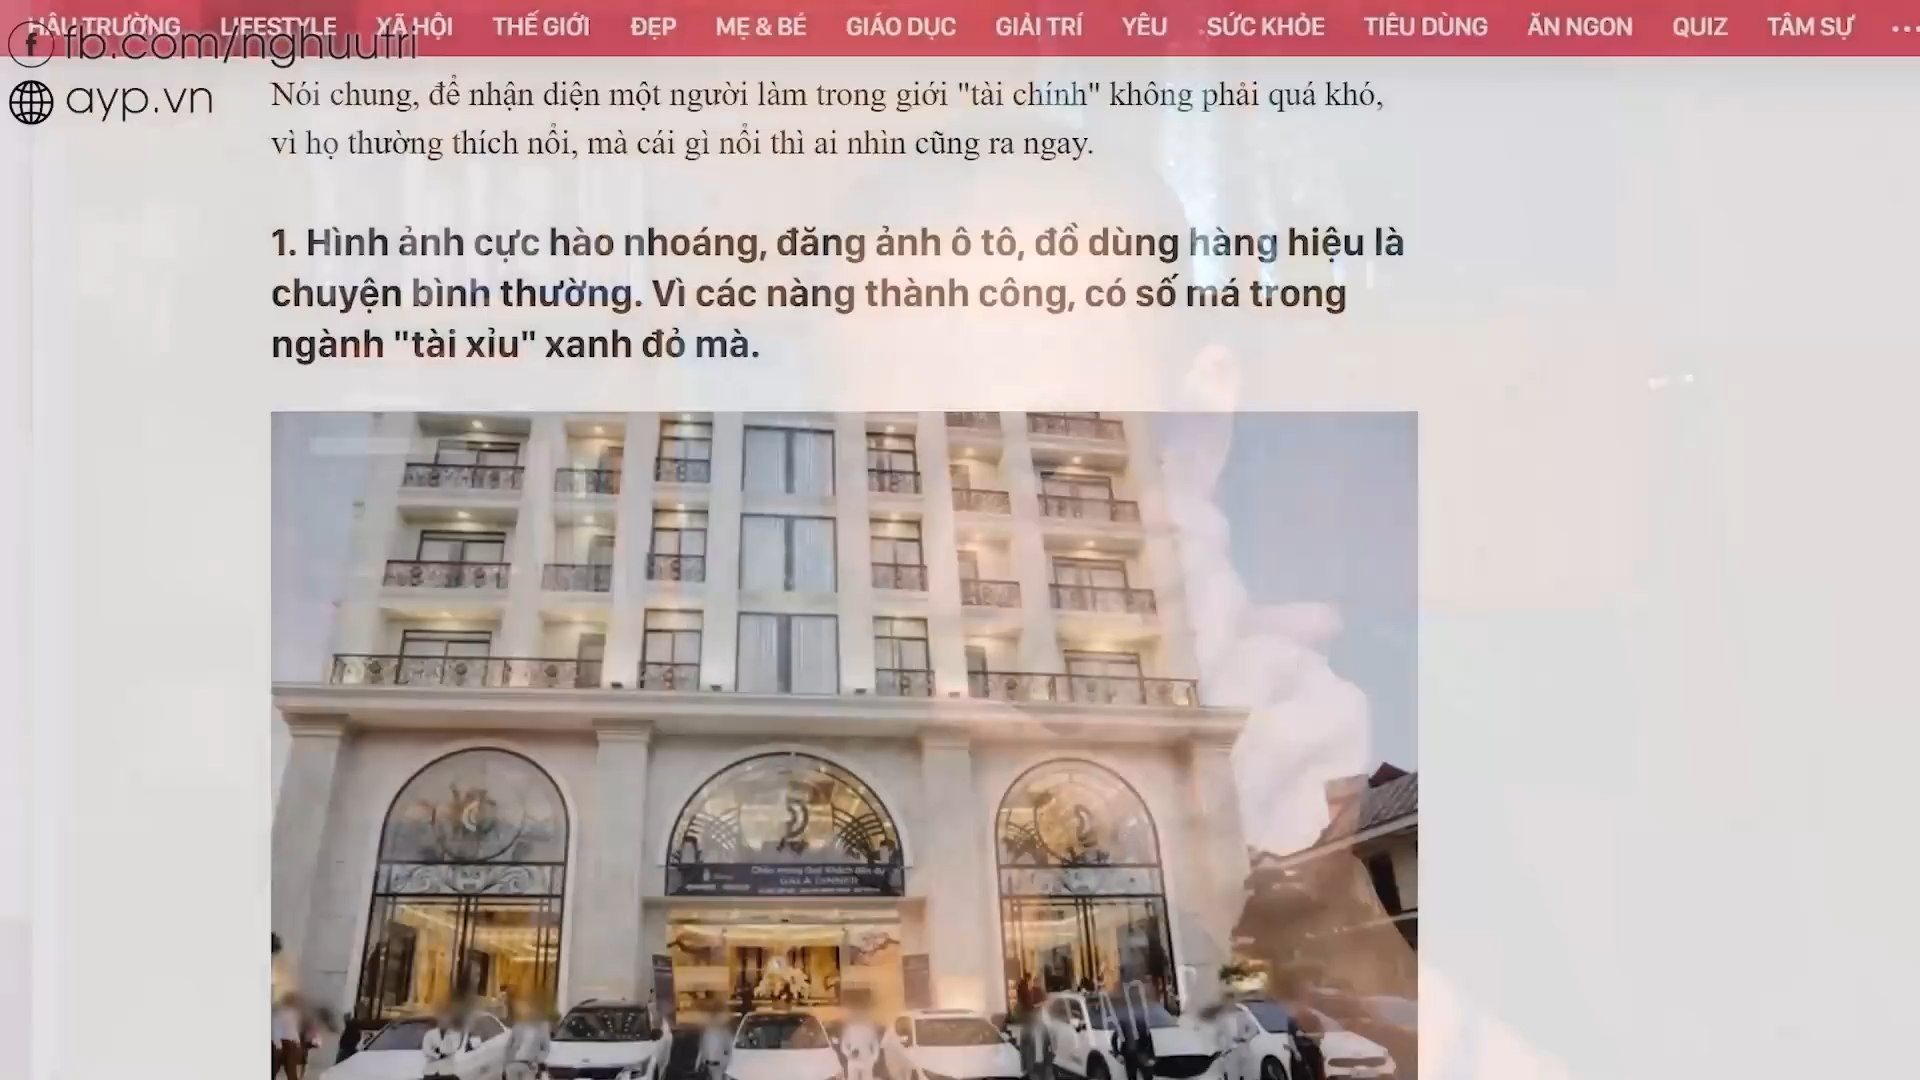 HẬU TRƯỜNG LIFESTYLE XÃ HỘI THẾ GIỚI ĐẸP MẸ & BÉ GIÁO DỤC GIẢI TRÍ YÊU SỨC KHỎE TIÊU DÙNG ĂN NGON QUIZ TÂM SỰ ...
fb.com/nghuutri
ayp.vn
Nói chung, để nhận diện một người làm trong giới "tài chính" không phải quá khó,
vì họ thường thích nổi, mà cái gì nổi thì ai nhìn cũng ra ngay.
1. Hình ảnh cực hào nhoáng, đăng ảnh ô tô, đồ dùng hàng hiệu là
chuyện bình thường. Vì các nàng thành công, có số má trong
ngành "tài xỉu" xanh đỏ mà.
GALA DINNER